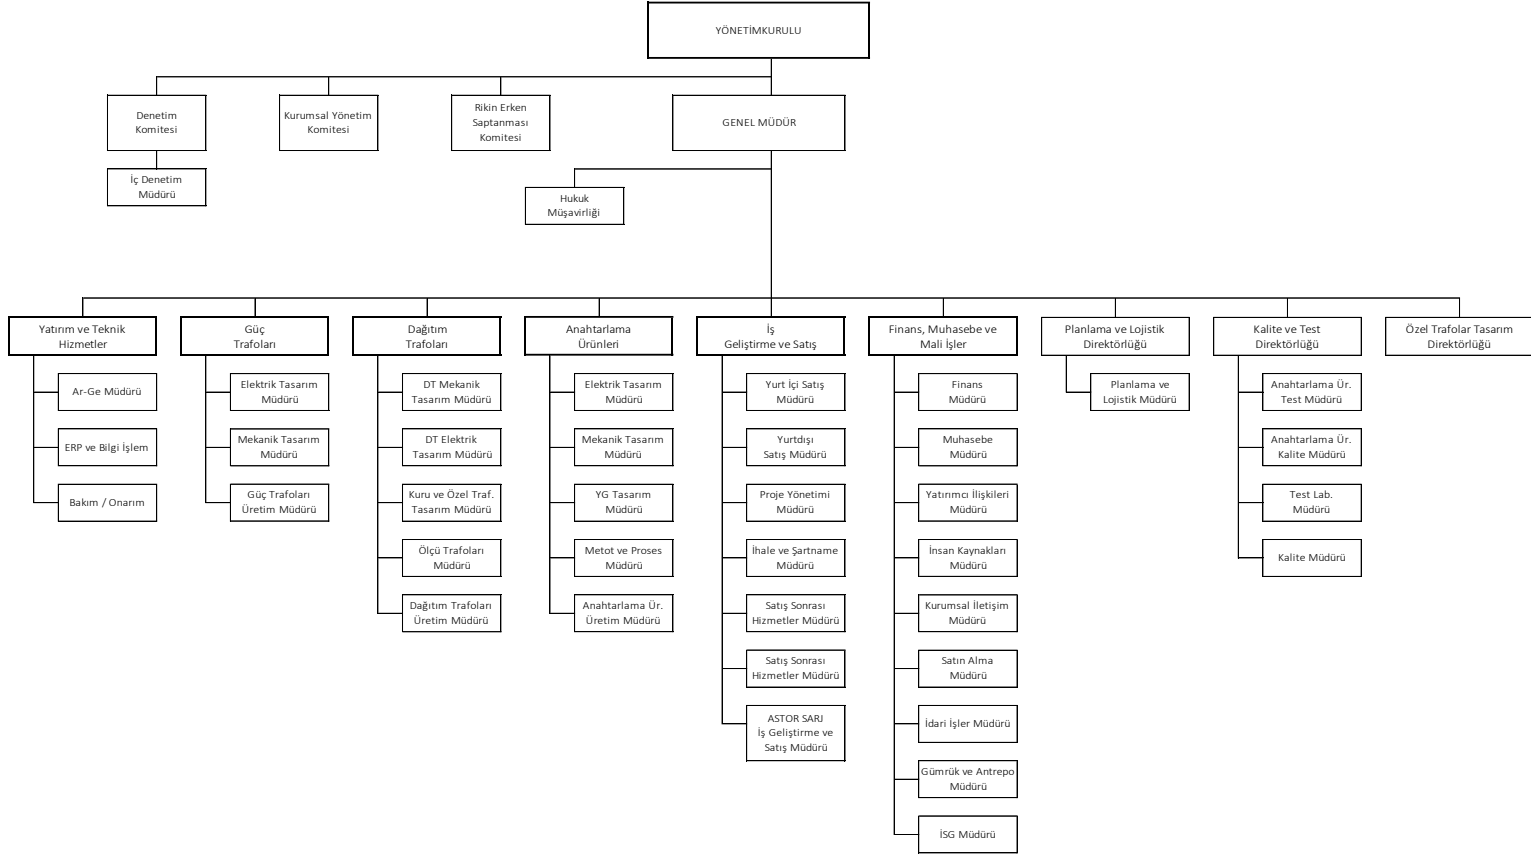 YÖNETİMKURULU
Denetim
Komitesi
Kurumsal Yönetim
Komitesi
Rikin Erken
Saptanması
Komitesi
GENEL MÜDÜR
İç Denetim
Müdürü
Hukuk
Müşavirliği
Yatırım ve Teknik
Hizmetler
Ar-Ge Müdürü
ERP ve Bilgi İşlem
Bakım / Onarım
Güç
Trafoları
Elektrik Tasarım
Müdürü
Mekanik Tasarım
Müdürü
Güç Trafoları
Üretim Müdürü
Dağıtım
Trafoları
DT Mekanik
Tasarım Müdürü
DT Elektrik
Tasarım Müdürü
Kuru ve Özel Traf.
Tasarım Müdürü
Ölçü Trafoları
Müdürü
Dağıtım Trafoları
Üretim Müdürü
Anahtarlama
Ürünleri
Elektrik Tasarım
Müdürü
Mekanik Tasarım
Müdürü
YG Tasarım
Müdürü
Metot ve Proses
Müdürü
Anahtarlama Ür.
Üretim Müdürü
İş
Geliştirme ve Satış
Yurt İçi Satış
Müdürü
Yurtdışı
Satış Müdürü
Proje Yönetimi
Müdürü
İhale ve Şartname
Müdürü
Satış Sonrası
Hizmetler Müdürü
Satış Sonrası
Hizmetler Müdürü
ASTOR SARJ
İş Geliştirme ve
Satış Müdürü
Finans, Muhasebe ve
Mali İşler
Finans
Müdürü
Muhasebe
Müdürü
Yatırımcı İlişkileri
Müdürü
İnsan Kaynakları
Müdürü
Kurumsal İletişim
Müdürü
Satın Alma
Müdürü
İdari İşler Müdürü
Gümrük ve Antrepo
Müdürü
İSG Müdürü
Planlama ve Lojistik
Direktörlüğü
Planlama ve
Lojistik Müdürü
Kalite ve Test
Direktörlüğü
Anahtarlama Ür.
Test Müdürü
Anahtarlama Ür.
Kalite Müdürü
Test Lab.
Müdürü
Kalite Müdürü
Özel Trafolar Tasarım
Direktörlüğü